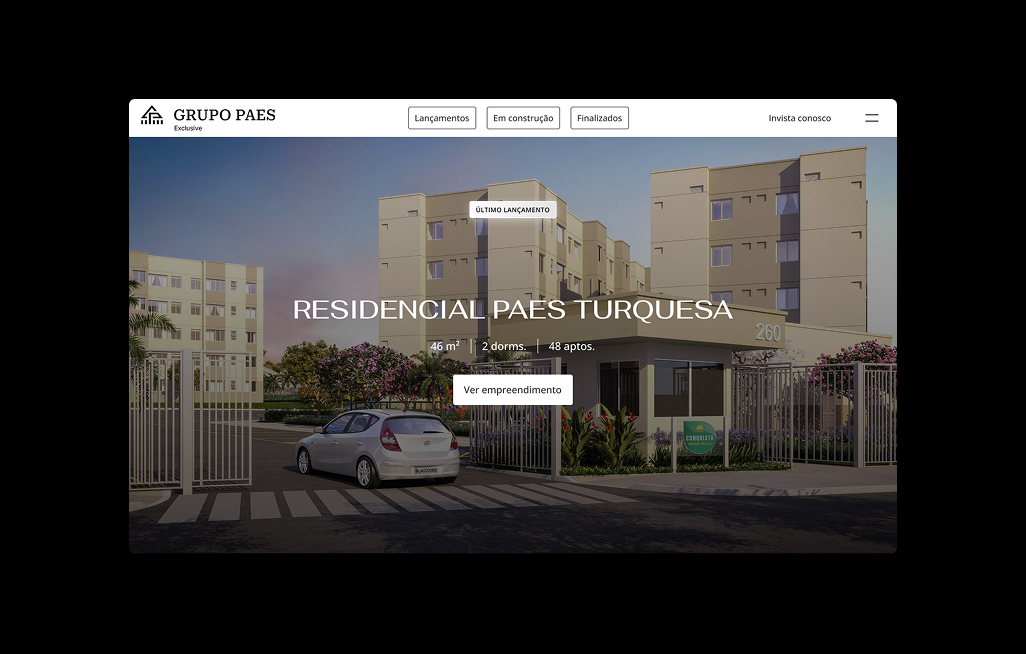 GRUPO PAES
Exclusive
Lançamentos
Em construção
Finalizados
Invista conosco
ÚLTIMO LANÇAMENTO
RESIDENCIAL PAES TURQUESA
46 m² | 2 dorms. | 48 aptos.
260
Ver empreendimento
CONQUISTA